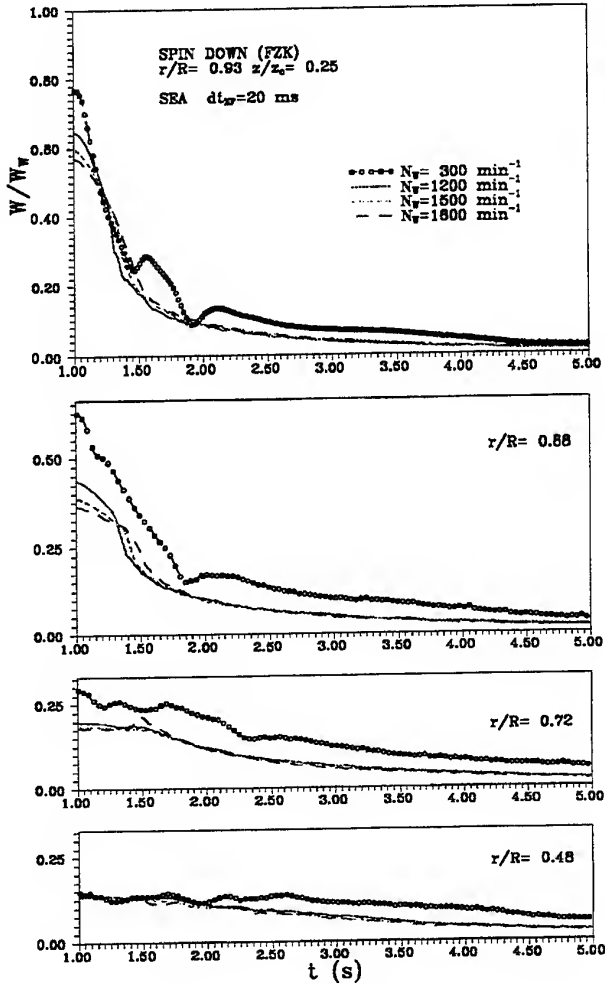 1.00
SPIN DOWN (FZK)
r/R= 0.93 z/z₀= 0.25
SEA dt_ZP=20 ms
0.80
0.60
0.40
0.20
0.00
W/W_W
N_W= 300 min⁻¹
N_W=1200 min⁻¹
N_W=1500 min⁻¹
N_W=1800 min⁻¹
1.00 1.50 2.00 2.50 3.00 3.50 4.00 4.50 5.00
r/R= 0.88
0.50
0.25
0.00
1.00 1.50 2.00 2.50 3.00 3.50 4.00 4.50 5.00
r/R= 0.72
0.25
0.00
1.00 1.50 2.00 2.50 3.00 3.50 4.00 4.50 5.00
r/R= 0.48
0.25
0.00
1.00 1.50 2.00 2.50 3.00 3.50 4.00 4.50 5.00
t (s)